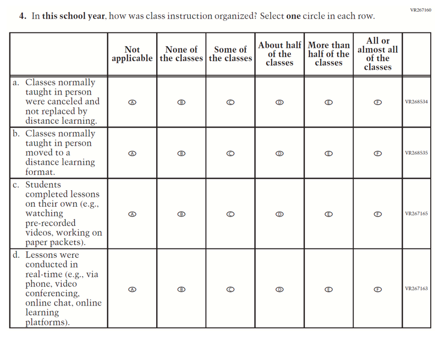 VR267160
4. In this school year, how was class instruction organized? Select one circle in each row.
Not applicable
None of the classes
Some of the classes
About half of the classes
More than half of the classes
All or almost all of the classes
a. Classes normally
taught in person
were canceled and
not replaced by
distance learning.
A B C D E F
VR268534
b. Classes normally
taught in person
moved to a
distance learning
format.
A B C D E F
VR268535
c. Students
completed lessons
on their own (e.g.,
watching
pre-recorded
videos, working on
paper packets).
A B C D E F
VR267165
d. Lessons were
conducted in
real-time (e.g., via
phone, video
conferencing,
online chat, online
learning
platforms).
A B C D E F
VR267163